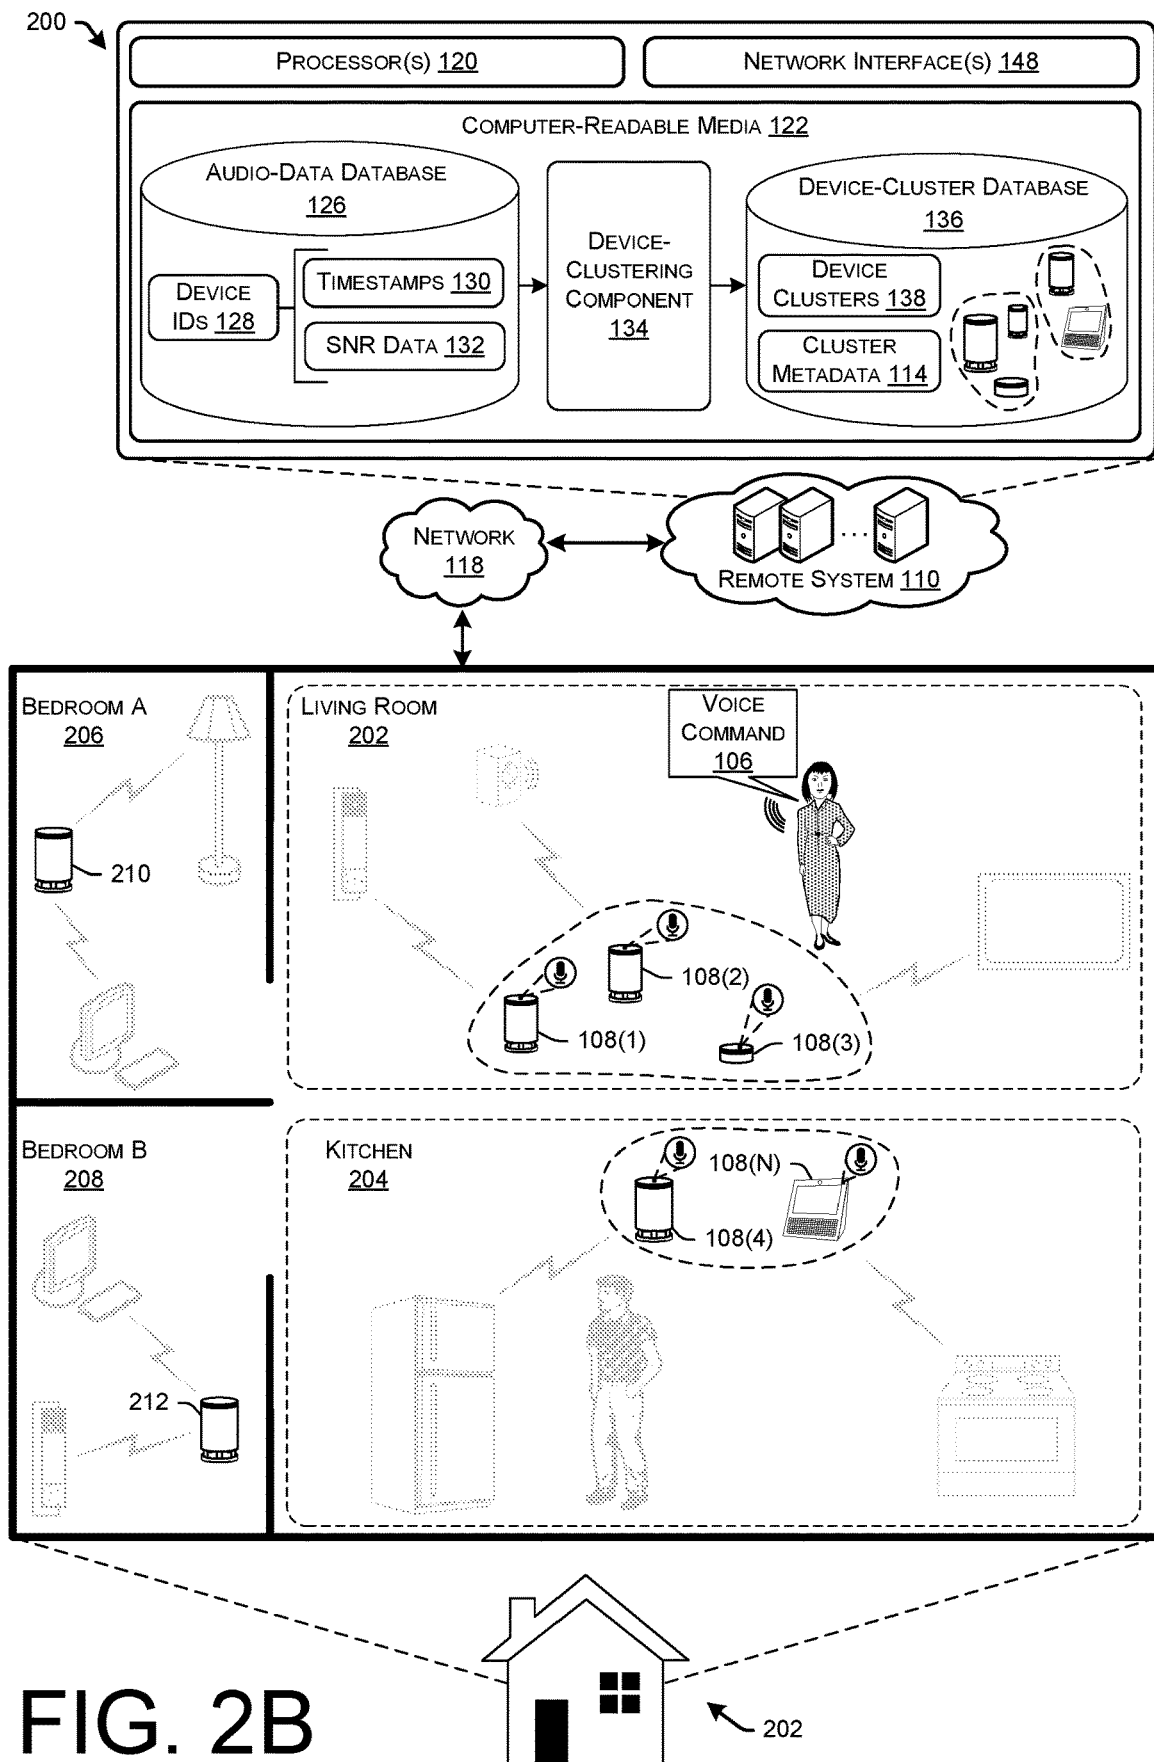 200
PROCESSOR(S) 120
NETWORK INTERFACE(S) 148
COMPUTER-READABLE MEDIA 122
AUDIO-DATA DATABASE
126
DEVICE
IDS 128
TIMESTAMPS 130
SNR DATA 132
DEVICE-
CLUSTERING
COMPONENT
134
DEVICE-CLUSTER DATABASE
136
DEVICE
CLUSTERS 138
CLUSTER
METADATA 114
NETWORK
118
REMOTE SYSTEM 110
...
BEDROOM A
206
210
LIVING ROOM
202
VOICE
COMMAND
106
108(2)
108(1)
108(3)
BEDROOM B
208
212
KITCHEN
204
108(N)
108(4)
202
FIG. 2B